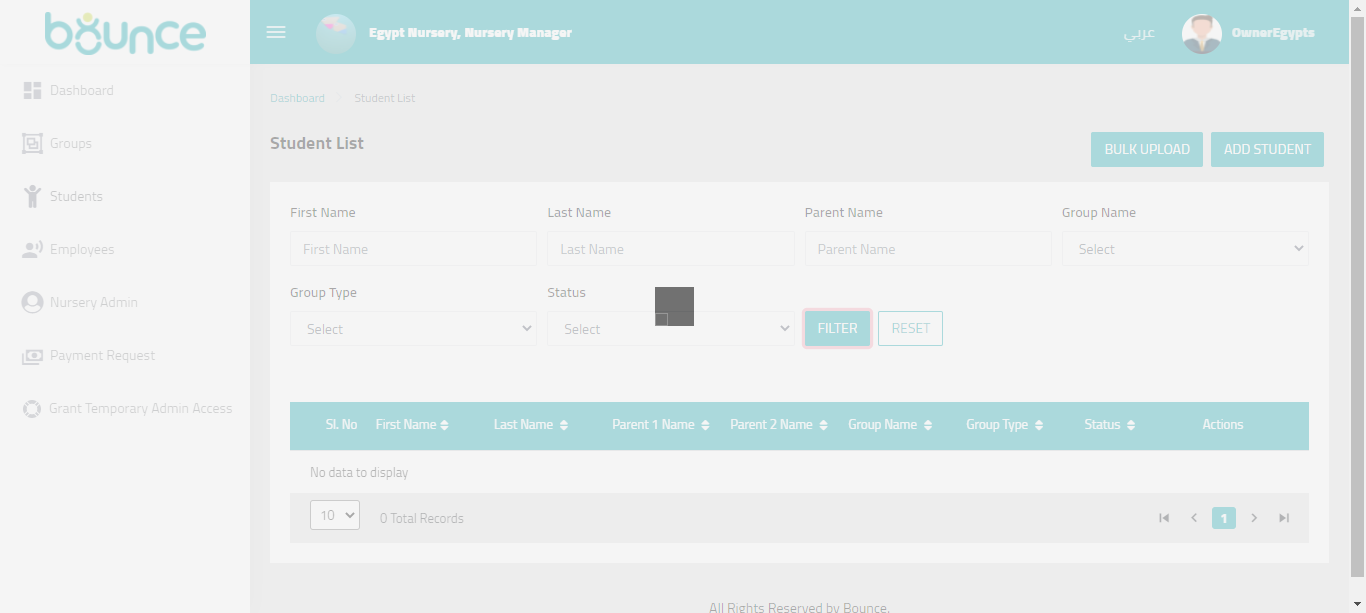 bounce
Egypt Nursery, Nursery Manager
عربي
OwnerEgypts
Dashboard
Groups
Students
Employees
Nursery Admin
Payment Request
Grant Temporary Admin Access
Dashboard
Student List
Student List
BULK UPLOAD
ADD STUDENT
First Name
Last Name
Parent Name
Group Name
First Name
Last Name
Parent Name
Select
Group Type
Status
Select
Select
FILTER
RESET
Sl. No
First Name
Last Name
Parent 1 Name
Parent 2 Name
Group Name
Group Type
Status
Actions
No data to display
10
0 Total Records
1
All Rights Reserved by Bounce.